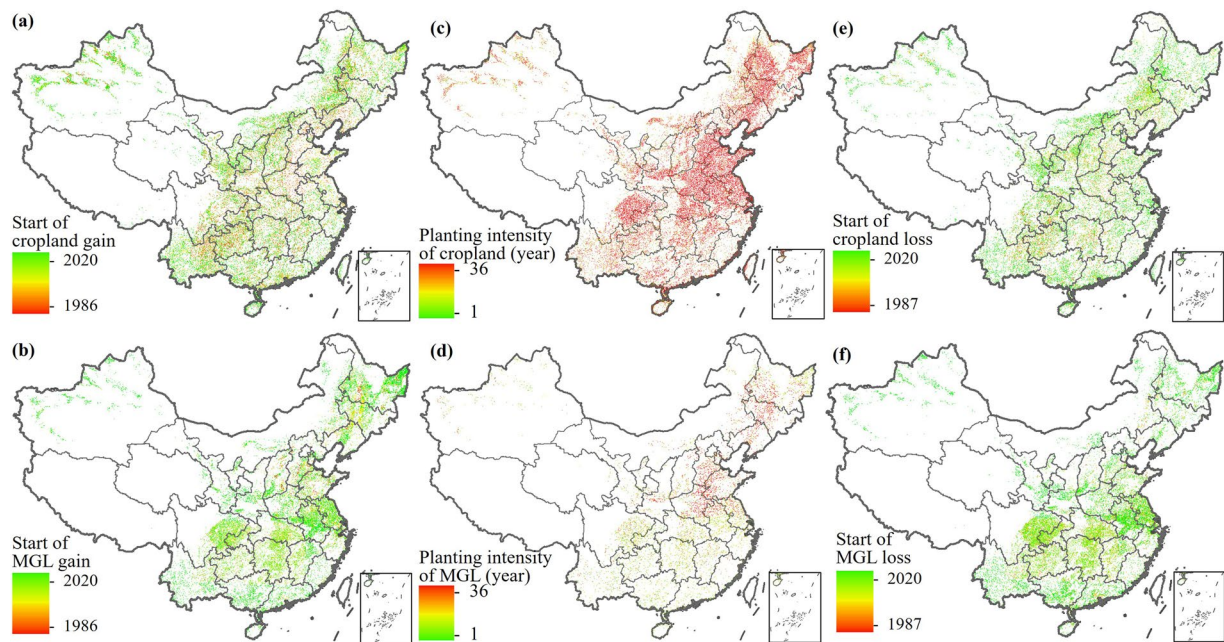 (a)
Start of
cropland gain
2020
1986
(c)
Planting intensity
of cropland (year)
36
1
(e)
Start of
cropland loss
2020
1987
(b)
Start of
MGL gain
2020
1986
(d)
Planting intensity
of MGL (year)
36
1
(f)
Start of
MGL loss
2020
1987